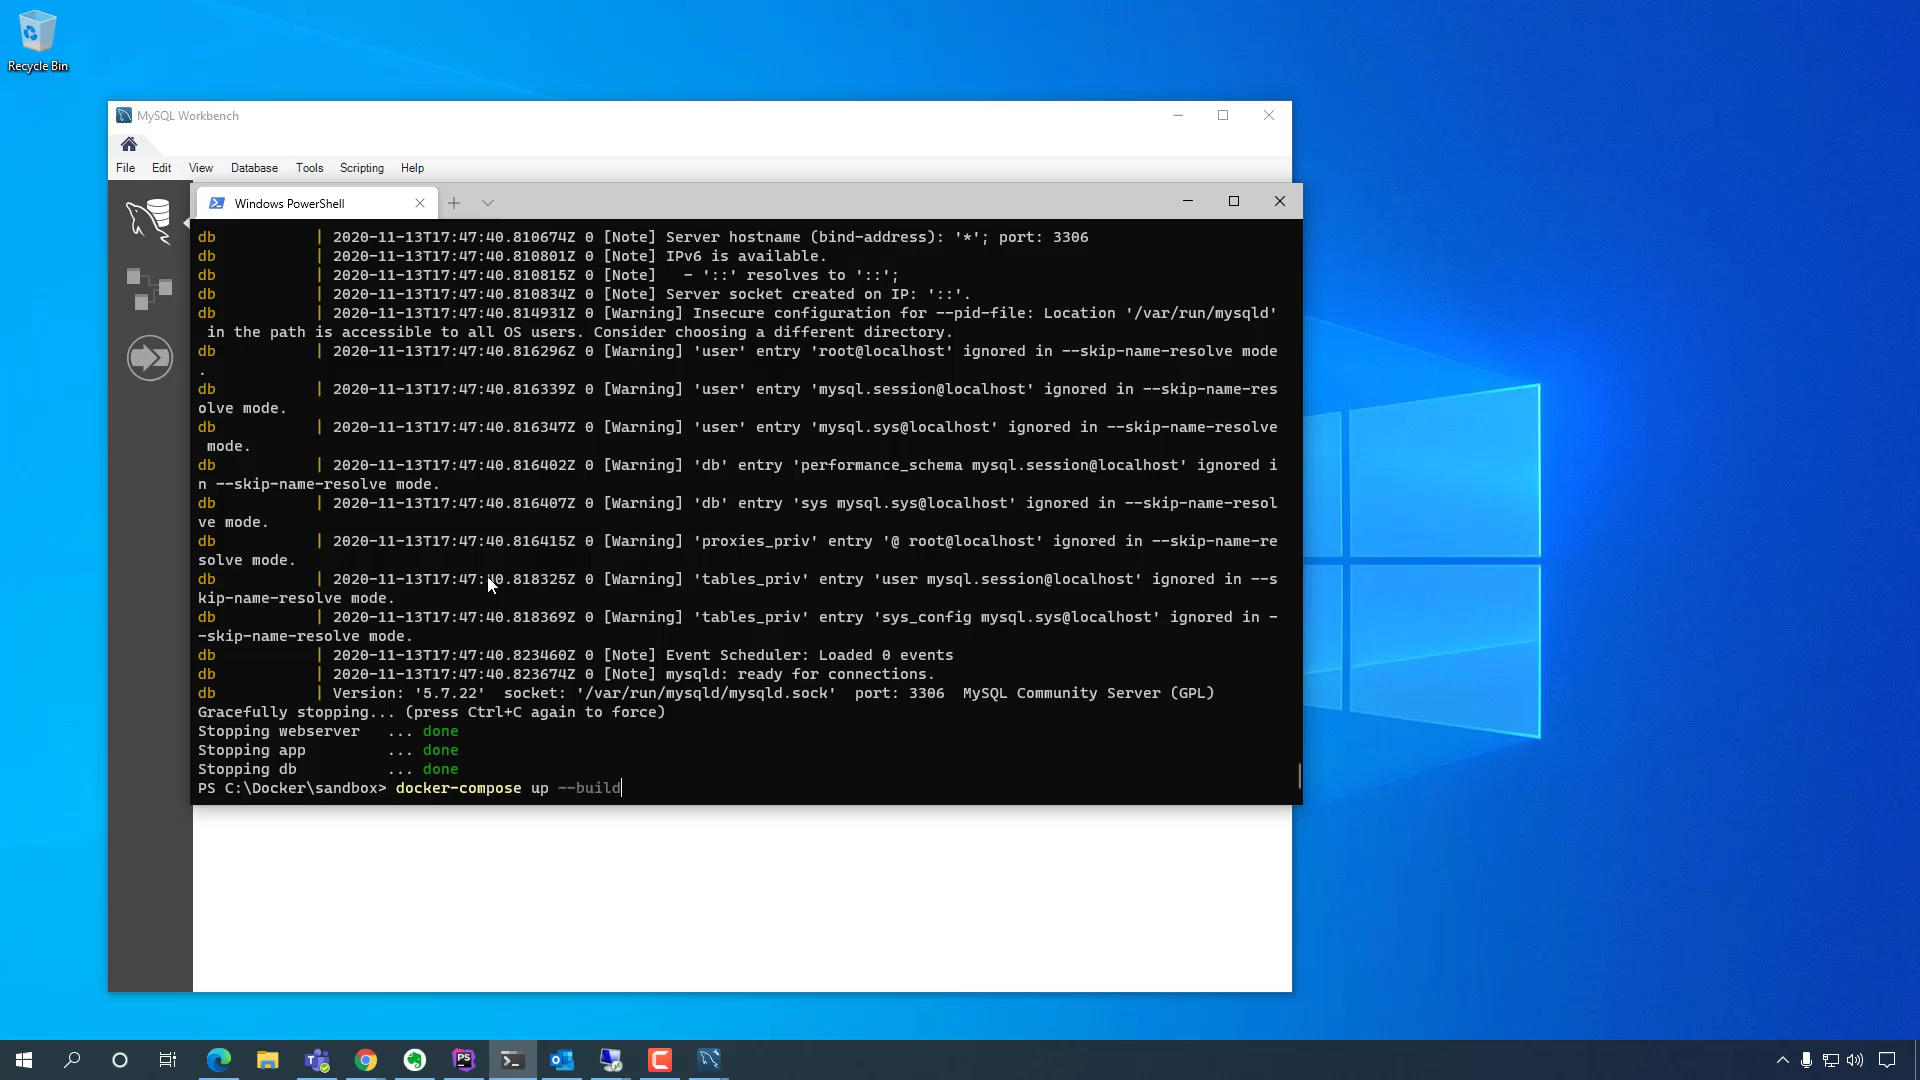 Recycle Bin
MySQL Workbench
File Edit View Database Tools Scripting Help
Windows PowerShell
db | 2020-11-13T17:47:40.810674Z 0 [Note] Server hostname (bind-address): '*'; port: 3306
db | 2020-11-13T17:47:40.810801Z 0 [Note] IPv6 is available.
db | 2020-11-13T17:47:40.810815Z 0 [Note]   - '::' resolves to '::';
db | 2020-11-13T17:47:40.810834Z 0 [Note] Server socket created on IP: '::'.
db | 2020-11-13T17:47:40.814931Z 0 [Warning] Insecure configuration for --pid-file: Location '/var/run/mysqld'
in the path is accessible to all OS users. Consider choosing a different directory.
db | 2020-11-13T17:47:40.816296Z 0 [Warning] 'user' entry 'root@localhost' ignored in --skip-name-resolve mode
.
db | 2020-11-13T17:47:40.816339Z 0 [Warning] 'user' entry 'mysql.session@localhost' ignored in --skip-name-res
olve mode.
db | 2020-11-13T17:47:40.816347Z 0 [Warning] 'user' entry 'mysql.sys@localhost' ignored in --skip-name-resolve
mode.
db | 2020-11-13T17:47:40.816402Z 0 [Warning] 'db' entry 'performance_schema mysql.session@localhost' ignored i
n --skip-name-resolve mode.
db | 2020-11-13T17:47:40.816407Z 0 [Warning] 'db' entry 'sys mysql.sys@localhost' ignored in --skip-name-resol
ve mode.
db | 2020-11-13T17:47:40.816415Z 0 [Warning] 'proxies_priv' entry '@ root@localhost' ignored in --skip-name-re
solve mode.
db | 2020-11-13T17:47:40.818325Z 0 [Warning] 'tables_priv' entry 'user mysql.session@localhost' ignored in --s
kip-name-resolve mode.
db | 2020-11-13T17:47:40.818369Z 0 [Warning] 'tables_priv' entry 'sys_config mysql.sys@localhost' ignored in -
-skip-name-resolve mode.
db | 2020-11-13T17:47:40.823460Z 0 [Note] Event Scheduler: Loaded 0 events
db | 2020-11-13T17:47:40.823674Z 0 [Note] mysqld: ready for connections.
db | Version: '5.7.22'  socket: '/var/run/mysqld/mysqld.sock'  port: 3306  MySQL Community Server (GPL)
Gracefully stopping... (press Ctrl+C again to force)
Stopping webserver ... done
Stopping app ... done
Stopping db ... done
PS C:\Docker\sandbox> docker-compose up --build